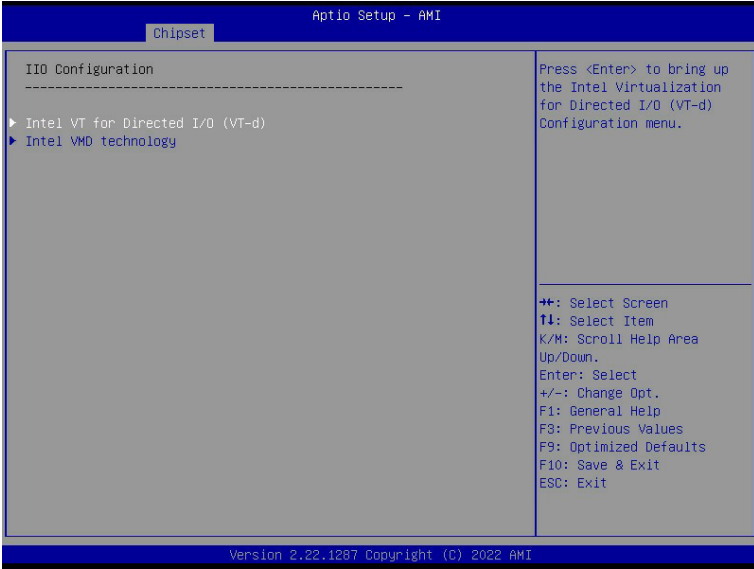 Aptio Setup – AMI
Chipset
IIO Configuration
--------------------------------------------------
Intel VT for Directed I/O (VT-d)
Intel VMD technology
Press <Enter> to bring up
the Intel Virtualization
for Directed I/O (VT-d)
Configuration menu.
→←: Select Screen
↑↓: Select Item
K/M: Scroll Help Area
Up/Down.
Enter: Select
+/-: Change Opt.
F1: General Help
F3: Previous Values
F9: Optimized Defaults
F10: Save & Exit
ESC: Exit
Version 2.22.1287 Copyright (C) 2022 AMI